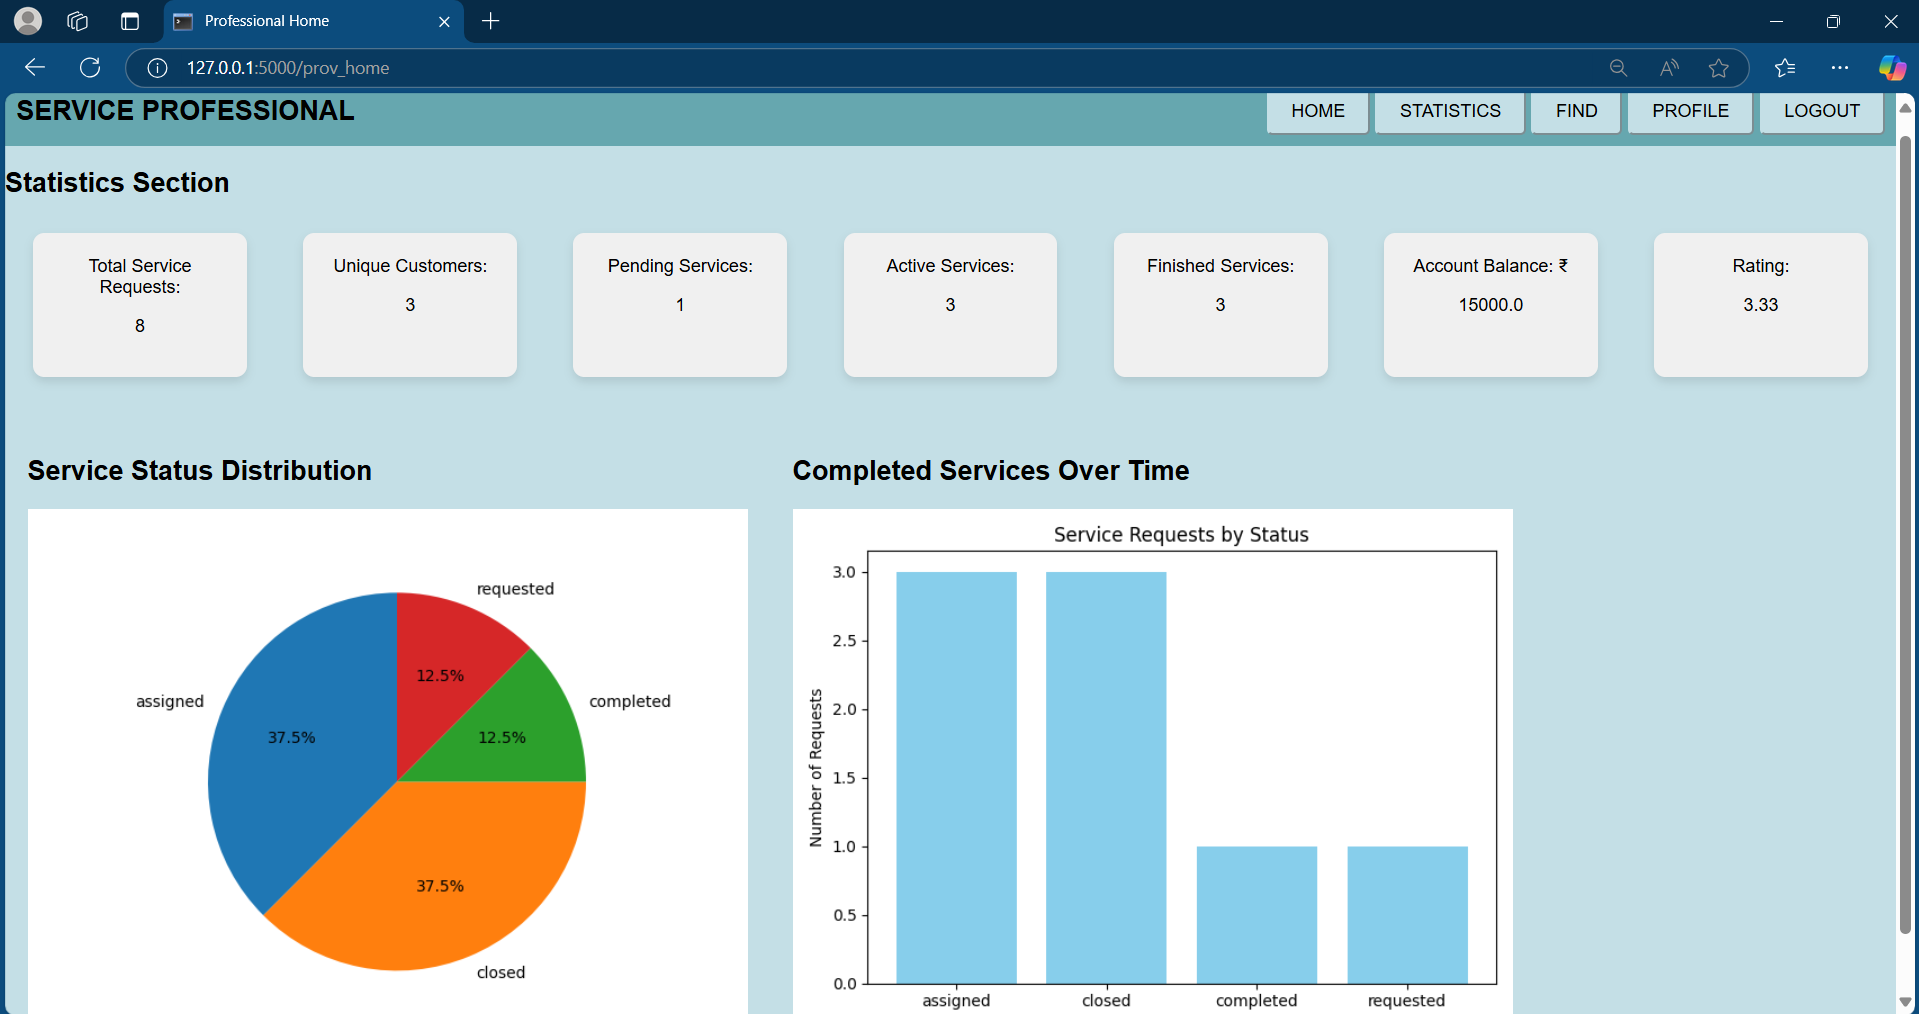 Professional Home
127.0.0.1:5000/prov_home
SERVICE PROFESSIONAL
HOME
STATISTICS
FIND
PROFILE
LOGOUT
Statistics Section
Total Service
Requests:
8
Unique Customers:
3
Pending Services:
1
Active Services:
3
Finished Services:
3
Account Balance: ₹
15000.0
Rating:
3.33
Service Status Distribution
requested
12.5%
assigned
completed
37.5%
12.5%
37.5%
closed
Completed Services Over Time
Service Requests by Status
Number of Requests
3.0
2.5
2.0
1.5
1.0
0.5
0.0
assigned
closed
completed
requested